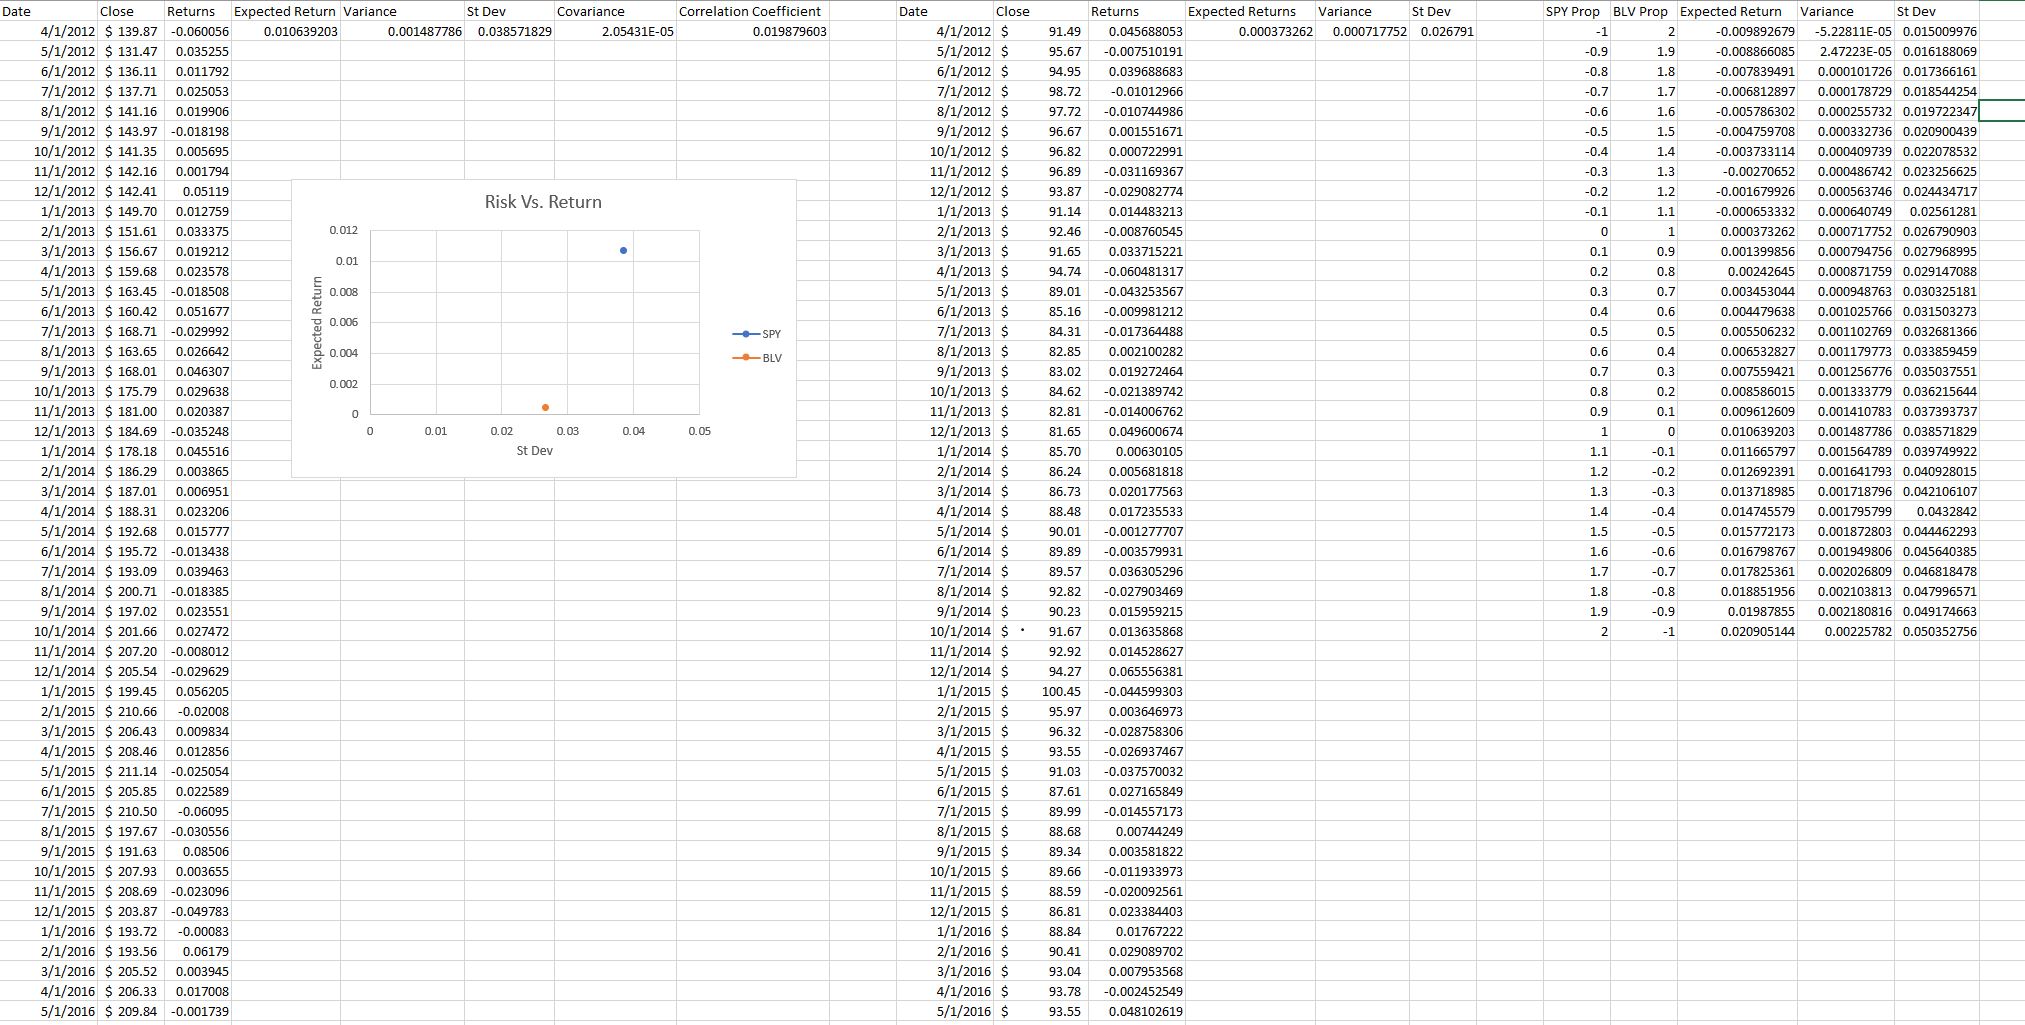 Date Close Returns Expected Return Variance St Dev Covariance Correlation Coefficient Date Close Returns Expected Returns Variance St Dev SPY Prop BLV Prop Expected Return Variance St Dev
4/1/2012 $ 139.87 -0.060056 0.010639203 0.001487786 0.038571829 2.05431E-05 0.019879603 4/1/2012 $ 91.49 0.045688053 0.000373262 0.000717752 0.026791 -1 2 -0.009892679 -5.22811E-05 0.015009976
5/1/2012 $ 131.47 0.035255 5/1/2012 $ 95.67 -0.007510191 -0.9 1.9 -0.008866085 2.47223E-05 0.016188069
6/1/2012 $ 136.11 0.011792 6/1/2012 $ 94.95 0.039688683 -0.8 1.8 -0.007839491 0.000101726 0.017366161
7/1/2012 $ 137.71 0.025053 7/1/2012 $ 98.72 -0.01012966 -0.7 1.7 -0.006812897 0.000178729 0.018544254
8/1/2012 $ 141.16 0.019906 8/1/2012 $ 97.72 -0.010744986 -0.6 1.6 -0.005786302 0.000255732 0.019722347
9/1/2012 $ 143.97 -0.018198 9/1/2012 $ 96.67 0.001551671 -0.5 1.5 -0.004759708 0.000332736 0.020900439
10/1/2012 $ 141.35 0.005695 10/1/2012 $ 96.82 0.000722991 -0.4 1.4 -0.003733114 0.000409739 0.022078532
11/1/2012 $ 142.16 0.001794 11/1/2012 $ 96.89 -0.031169367 -0.3 1.3 -0.00270652 0.000486742 0.023256625
12/1/2012 $ 142.41 0.05119 12/1/2012 $ 93.87 -0.029082774 -0.2 1.2 -0.001679926 0.000563746 0.024434717
1/1/2013 $ 149.70 0.012759 1/1/2013 $ 91.14 0.014483213 -0.1 1.1 -0.000653332 0.000640749 0.02561281
2/1/2013 $ 151.61 0.033375 2/1/2013 $ 92.46 -0.008760545 0 1 0.000373262 0.000717752 0.026790903
3/1/2013 $ 156.67 0.019212 3/1/2013 $ 91.65 0.033715221 0.1 0.9 0.001399856 0.000794756 0.027968995
4/1/2013 $ 159.68 0.023578 4/1/2013 $ 94.74 -0.060481317 0.2 0.8 0.00242645 0.000871759 0.029147088
5/1/2013 $ 163.45 -0.018508 5/1/2013 $ 89.01 -0.043253567 0.3 0.7 0.003453044 0.000948763 0.030325181
6/1/2013 $ 160.42 0.051677 6/1/2013 $ 85.16 -0.009981212 0.4 0.6 0.004479638 0.001025766 0.031503273
7/1/2013 $ 168.71 -0.029992 7/1/2013 $ 84.31 -0.017364488 0.5 0.5 0.005506232 0.001102769 0.032681366
8/1/2013 $ 163.65 0.026642 8/1/2013 $ 82.85 0.002100282 0.6 0.4 0.006532827 0.001179773 0.033859459
9/1/2013 $ 168.01 0.046307 9/1/2013 $ 83.02 0.019272464 0.7 0.3 0.007559421 0.001256776 0.035037551
10/1/2013 $ 175.79 0.029638 10/1/2013 $ 84.62 -0.021389742 0.8 0.2 0.008586015 0.001333779 0.036215644
11/1/2013 $ 181.00 0.020387 11/1/2013 $ 82.81 -0.014006762 0.9 0.1 0.009612609 0.001410783 0.037393737
12/1/2013 $ 184.69 -0.035248 12/1/2013 $ 81.65 0.049600674 1 0 0.010639203 0.001487786 0.038571829
1/1/2014 $ 178.18 0.045516 1/1/2014 $ 85.70 0.00630105 1.1 -0.1 0.011665797 0.001564789 0.039749922
2/1/2014 $ 186.29 0.003865 2/1/2014 $ 86.24 0.005681818 1.2 -0.2 0.012692391 0.001641793 0.040928015
3/1/2014 $ 187.01 0.006951 3/1/2014 $ 86.73 0.020177563 1.3 -0.3 0.013718985 0.001718796 0.042106107
4/1/2014 $ 188.31 0.023206 4/1/2014 $ 88.48 0.017235533 1.4 -0.4 0.014745579 0.001795799 0.0432842
5/1/2014 $ 192.68 0.015777 5/1/2014 $ 90.01 -0.001277707 1.5 -0.5 0.015772173 0.001872803 0.044462293
6/1/2014 $ 195.72 -0.013438 6/1/2014 $ 89.89 -0.003579931 1.6 -0.6 0.016798767 0.001949806 0.045640385
7/1/2014 $ 193.09 0.039463 7/1/2014 $ 89.57 0.036305296 1.7 -0.7 0.017825361 0.002026809 0.046818478
8/1/2014 $ 200.71 -0.018385 8/1/2014 $ 92.82 -0.027903469 1.8 -0.8 0.018851956 0.002103813 0.047996571
9/1/2014 $ 197.02 0.023551 9/1/2014 $ 90.23 0.015959215 1.9 -0.9 0.01987855 0.002180816 0.049174663
10/1/2014 $ 201.66 0.027472 10/1/2014 $ 91.67 0.013635868 2 -1 0.020905144 0.00225782 0.050352756
11/1/2014 $ 207.20 -0.008012 11/1/2014 $ 92.92 0.014528627
12/1/2014 $ 205.54 -0.029629 12/1/2014 $ 94.27 0.065556381
1/1/2015 $ 199.45 0.056205 1/1/2015 $ 100.45 -0.044599303
2/1/2015 $ 210.66 -0.02008 2/1/2015 $ 95.97 0.003646973
3/1/2015 $ 206.43 0.009834 3/1/2015 $ 96.32 -0.028758306
4/1/2015 $ 208.46 0.012856 4/1/2015 $ 93.55 -0.026937467
5/1/2015 $ 211.14 -0.025054 5/1/2015 $ 91.03 -0.037570032
6/1/2015 $ 205.85 0.022589 6/1/2015 $ 87.61 0.027165849
7/1/2015 $ 210.50 -0.06095 7/1/2015 $ 89.99 -0.014557173
8/1/2015 $ 197.67 -0.030556 8/1/2015 $ 88.68 0.00744249
9/1/2015 $ 191.63 0.08506 9/1/2015 $ 89.34 0.003581822
10/1/2015 $ 207.93 0.003655 10/1/2015 $ 89.66 -0.011933973
11/1/2015 $ 208.69 -0.023096 11/1/2015 $ 88.59 -0.020092561
12/1/2015 $ 203.87 -0.049783 12/1/2015 $ 86.81 0.023384403
1/1/2016 $ 193.72 -0.00083 1/1/2016 $ 88.84 0.01767222
2/1/2016 $ 193.56 0.06179 2/1/2016 $ 90.41 0.029089702
3/1/2016 $ 205.52 0.003945 3/1/2016 $ 93.04 0.007953568
4/1/2016 $ 206.33 0.017008 4/1/2016 $ 93.78 -0.002452549
5/1/2016 $ 209.84 -0.001739 5/1/2016 $ 93.55 0.048102619
Risk Vs. Return
Expected Return
0.012
0.01
0.008
0.006
0.004
0.002
0
0 0.01 0.02 0.03 0.04 0.05
St Dev
SPY
BLV